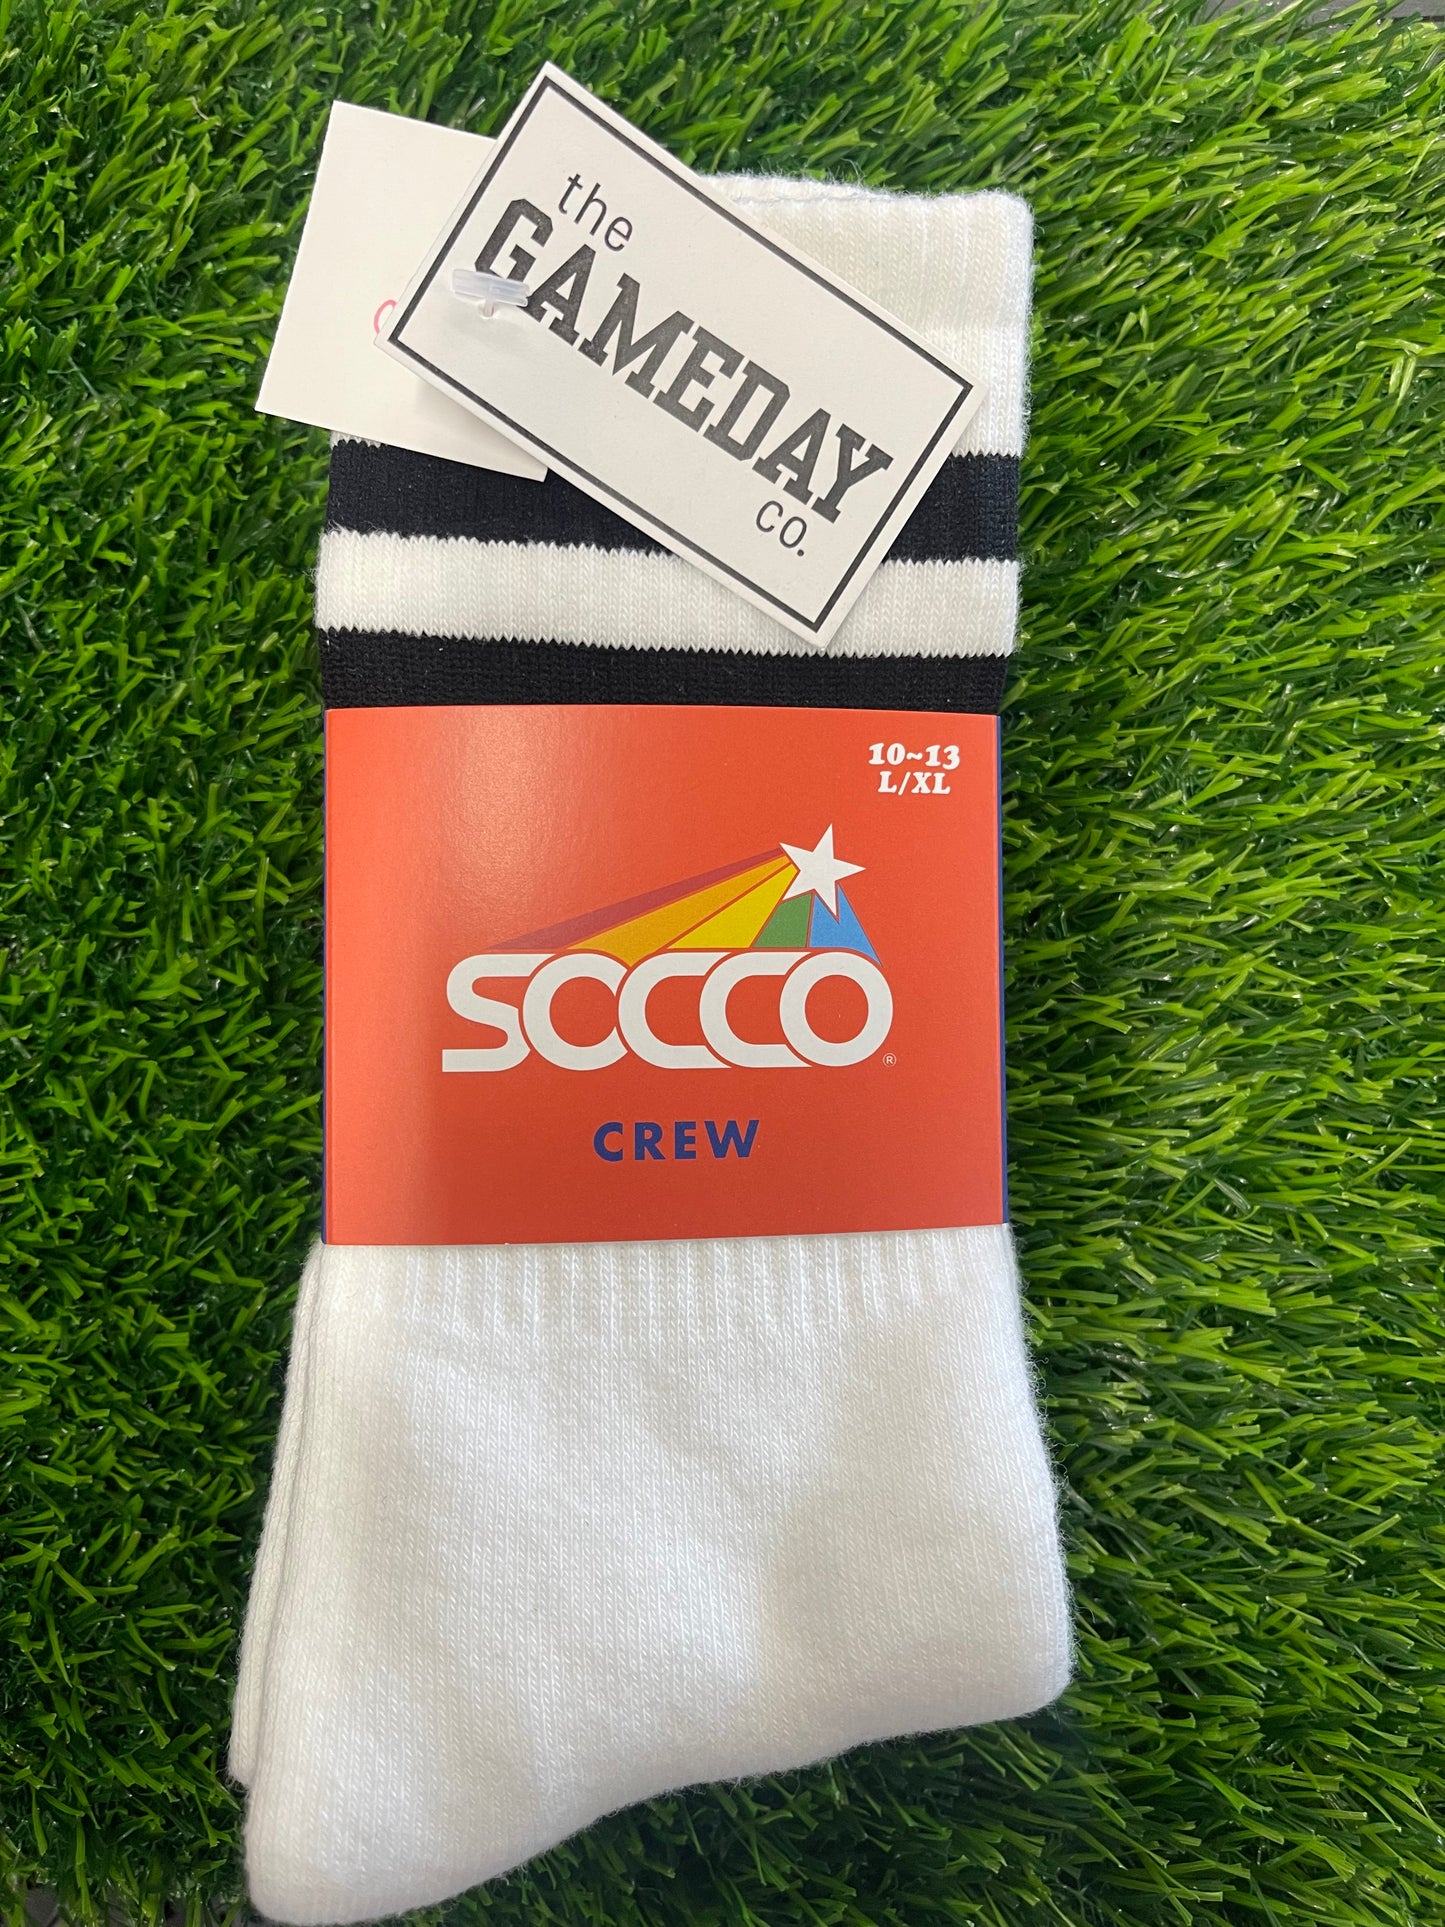 the
GAMEDAY
co.
10~13
L/XL
SOCCO
®
CREW